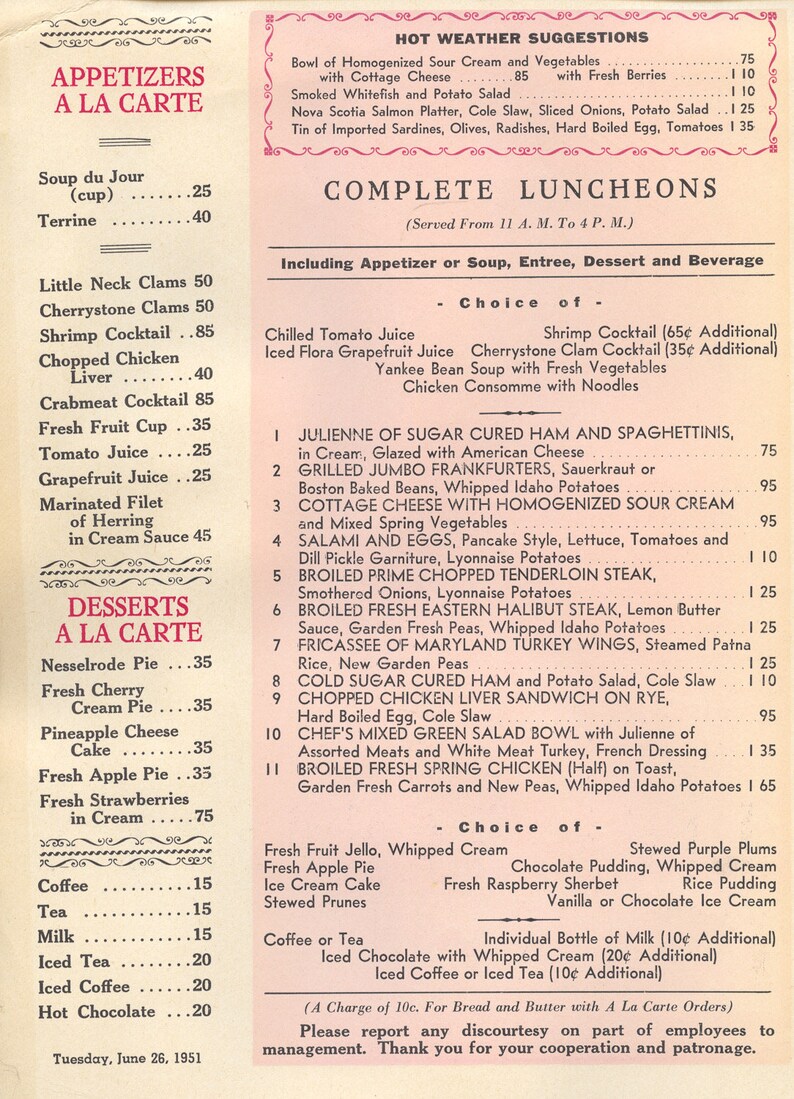 APPETIZERS
A LA CARTE
Soup du Jour
(cup) .......25
Terrine .........40
Little Neck Clams 50
Cherrystone Clams 50
Shrimp Cocktail ..85
Chopped Chicken
Liver ........40
Crabmeat Cocktail 85
Fresh Fruit Cup ..35
Tomato Juice ....25
Grapefruit Juice ..25
Marinated Filet
of Herring
in Cream Sauce 45
DESSERTS
A LA CARTE
Nesselrode Pie ...35
Fresh Cherry
Cream Pie ....35
Pineapple Cheese
Cake ........35
Fresh Apple Pie ..35
Fresh Strawberries
in Cream .....75
Coffee ..........15
Tea ............15
Milk ............15
Iced Tea ........20
Iced Coffee ......20
Hot Chocolate ...20
Tuesday, June 26, 1951
HOT WEATHER SUGGESTIONS
Bowl of Homogenized Sour Cream and Vegetables ..................75
with Cottage Cheese ........85 with Fresh Berries ........1 10
Smoked Whitefish and Potato Salad ...............................1 10
Nova Scotia Salmon Platter, Cole Slaw, Sliced Onions, Potato Salad ..1 25
Tin of Imported Sardines, Olives, Radishes, Hard Boiled Egg, Tomatoes 1 35
COMPLETE LUNCHEONS
(Served From 11 A. M. To 4 P. M.)
Including Appetizer or Soup, Entree, Dessert and Beverage
- Choice of -
Chilled Tomato Juice Shrimp Cocktail (65¢ Additional)
Iced Flora Grapefruit Juice Cherrystone Clam Cocktail (35¢ Additional)
Yankee Bean Soup with Fresh Vegetables
Chicken Consomme with Noodles
1 JULIENNE OF SUGAR CURED HAM AND SPAGHETTINIS,
in Cream, Glazed with American Cheese ........................75
2 GRILLED JUMBO FRANKFURTERS, Sauerkraut or
Boston Baked Beans, Whipped Idaho Potatoes ..................95
3 COTTAGE CHEESE WITH HOMOGENIZED SOUR CREAM
and Mixed Spring Vegetables ..................................95
4 SALAMI AND EGGS, Pancake Style, Lettuce, Tomatoes and
Dill Pickle Garniture, Lyonnaise Potatoes .......................1 10
5 BROILED PRIME CHOPPED TENDERLOIN STEAK,
Smothered Onions, Lyonnaise Potatoes ........................1 25
6 BROILED FRESH EASTERN HALIBUT STEAK, Lemon Butter
Sauce, Garden Fresh Peas, Whipped Idaho Potatoes ...........1 25
7 FRICASSEE OF MARYLAND TURKEY WINGS, Steamed Patna
Rice, New Garden Peas .....................................1 25
8 COLD SUGAR CURED HAM and Potato Salad, Cole Slaw ...1 10
9 CHOPPED CHICKEN LIVER SANDWICH ON RYE,
Hard Boiled Egg, Cole Slaw ....................................95
10 CHEF'S MIXED GREEN SALAD BOWL with Julienne of
Assorted Meats and White Meat Turkey, French Dressing ....1 35
11 BROILED FRESH SPRING CHICKEN (Half) on Toast,
Garden Fresh Carrots and New Peas, Whipped Idaho Potatoes 1 65
- Choice of -
Fresh Fruit Jello, Whipped Cream Stewed Purple Plums
Fresh Apple Pie Chocolate Pudding, Whipped Cream
Ice Cream Cake Fresh Raspberry Sherbet Rice Pudding
Stewed Prunes Vanilla or Chocolate Ice Cream
Coffee or Tea Individual Bottle of Milk (10¢ Additional)
Iced Chocolate with Whipped Cream (20¢ Additional)
Iced Coffee or Iced Tea (10¢ Additional)
(A Charge of 10c. For Bread and Butter with A La Carte Orders)
Please report any discourtesy on part of employees to
management. Thank you for your cooperation and patronage.